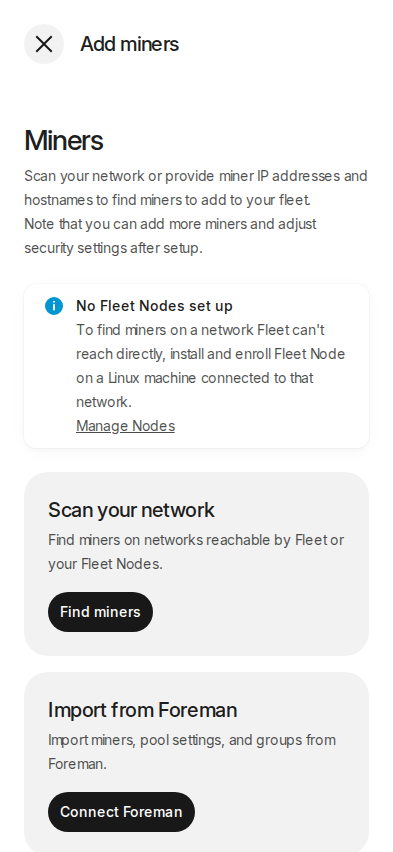 Add miners
Miners
Scan your network or provide miner IP addresses and
hostnames to find miners to add to your fleet.
Note that you can add more miners and adjust
security settings after setup.
No Fleet Nodes set up
To find miners on a network Fleet can't
reach directly, install and enroll Fleet Node
on a Linux machine connected to that
network.
Manage Nodes
Scan your network
Find miners on networks reachable by Fleet or
your Fleet Nodes.
Find miners
Import from Foreman
Import miners, pool settings, and groups from
Foreman.
Connect Foreman